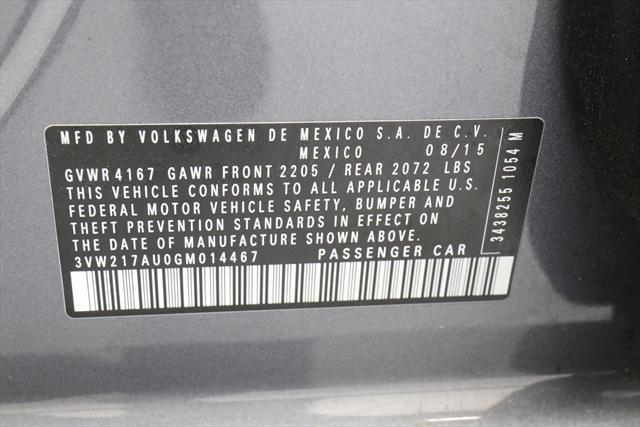 MFD BY VOLKSWAGEN DE MEXICO S.A. DE C.V.
MEXICO 08/15
GVWR 4167 GAWR FRONT 2205 / REAR 2072 LBS
THIS VEHICLE CONFORMS TO ALL APPLICABLE U.S.
FEDERAL MOTOR VEHICLE SAFETY, BUMPER AND
THEFT PREVENTION STANDARDS IN EFFECT ON
THE DATE OF MANUFACTURE SHOWN ABOVE.
3VW217AU0GM014467 PASSENGER CAR
3438255 1054 M